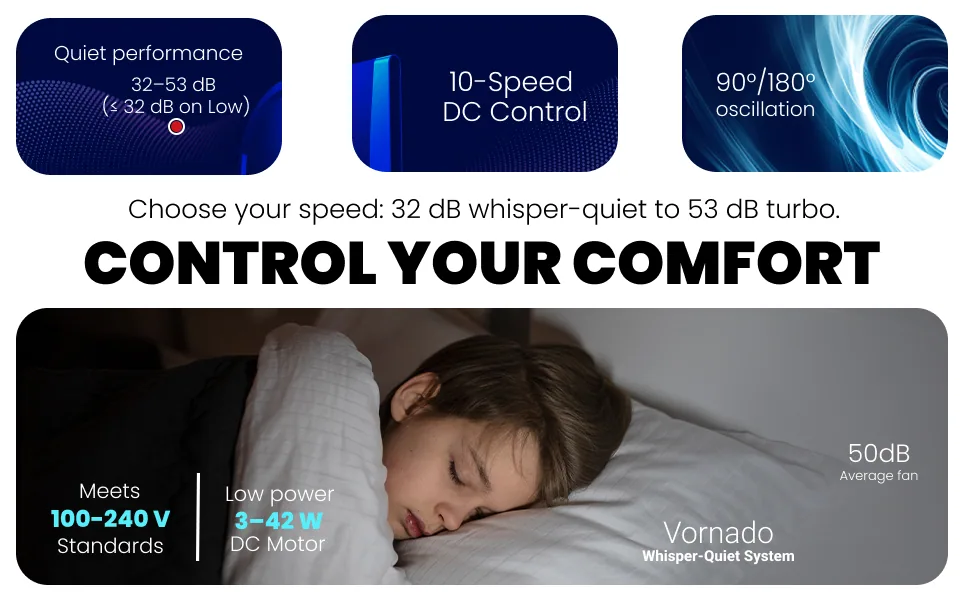 Quiet performance
32–53 dB
(≤ 32 dB on Low)
10-Speed
DC Control
90°/180°
oscillation
Choose your speed: 32 dB whisper-quiet to 53 dB turbo.
CONTROL YOUR COMFORT
Meets
100-240 V
Standards
Low power
3–42 W
DC Motor
50dB
Average fan
Vornado
Whisper-Quiet System